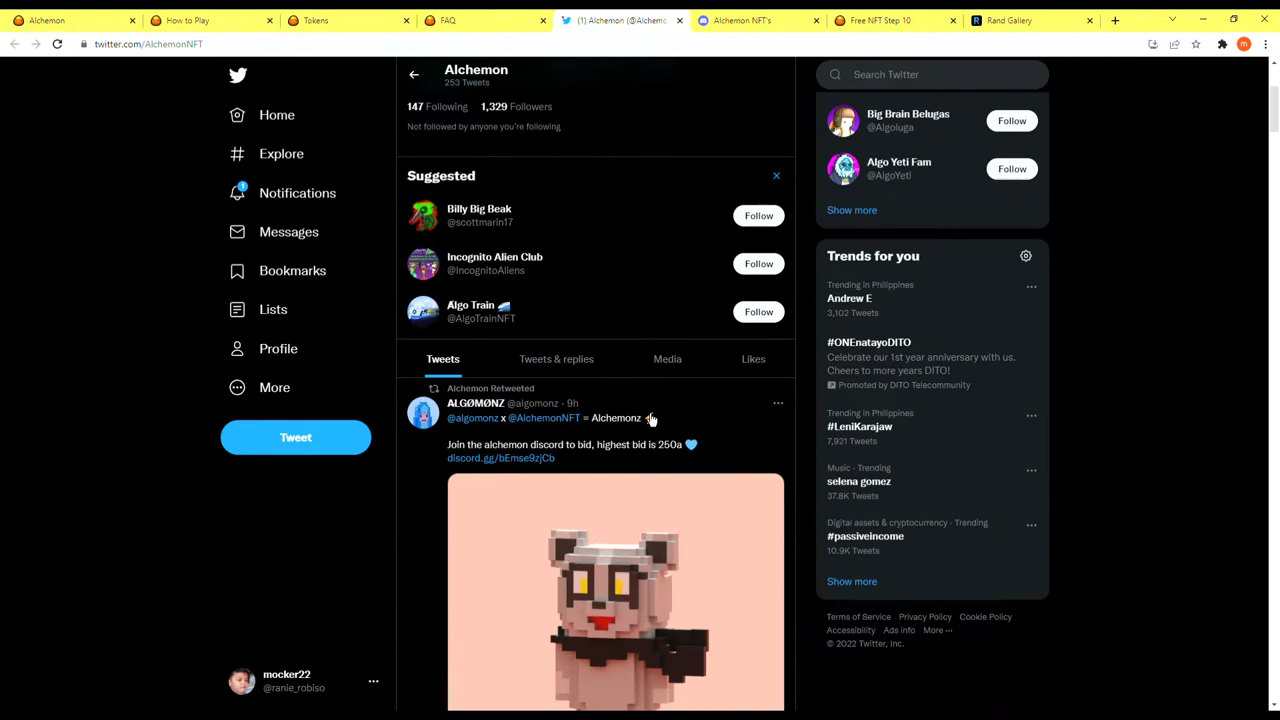 Alchemon
How to Play
Tokens
FAQ
(1) Alchemon (@Alchemo
Alchemon NFT's
Free NFT Step 10
Rand Gallery
twitter.com/AlchemonNFT
m
Home
Explore
1
Notifications
Messages
Bookmarks
Lists
Profile
More
Tweet
mocker22
@ranie_robiso
Alchemon
253 Tweets
147 Following 1,329 Followers
Not followed by anyone you're following
Suggested
Billy Big Beak
@scottmarin17
Follow
Incognito Alien Club
@IncognitoAliens
Follow
Algo Train
@AlgoTrainNFT
Follow
Tweets
Tweets & replies
Media
Likes
Alchemon Retweeted
ALGØMØNZ @algomonz · 9h
@algomonz x @AlchemonNFT = Alchemonz
Join the alchemon discord to bid, highest bid is 250a 🩵
discord.gg/bEmse9zjCb
Search Twitter
Big Brain Belugas
@Algoluga
Follow
Algo Yeti Fam
@AlgoYeti
Follow
Show more
Trends for you
Trending in Philippines
Andrew E
3,102 Tweets
#ONEnatayoDITO
Celebrate our 1st year anniversary with us.
Cheers to more years DITO!
Promoted by DITO Telecommunity
Trending in Philippines
#LeniKarajaw
7,921 Tweets
Music · Trending
selena gomez
37.8K Tweets
Digital assets & cryptocurrency · Trending
#passiveincome
10.9K Tweets
Show more
Terms of Service Privacy Policy Cookie Policy
Accessibility Ads info More ···
© 2022 Twitter, Inc.